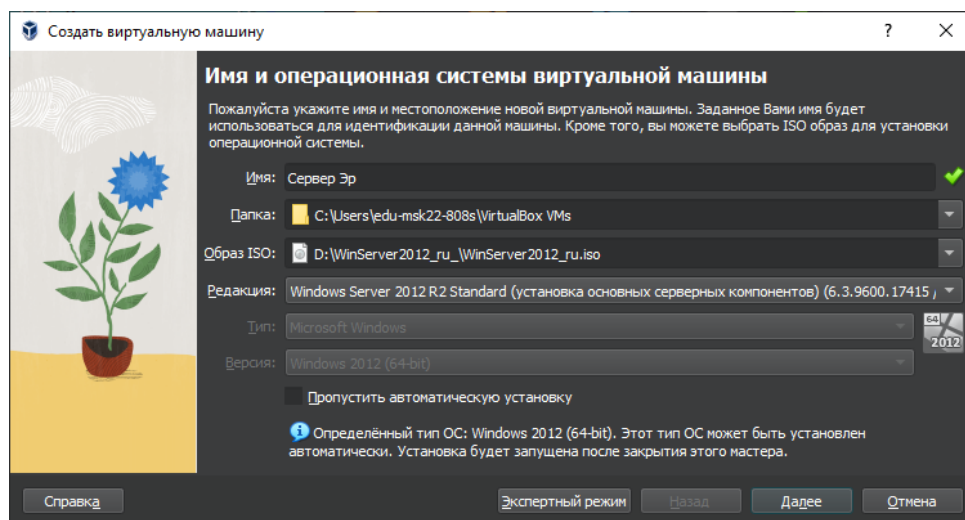 Создать виртуальную машину
?
Имя и операционная системы виртуальной машины
Пожалуйста укажите имя и местоположение новой виртуальной машины. Заданное Вами имя будет
использоваться для идентификации данной машины. Кроме того, вы можете выбрать ISO образ для установки
операционной системы.
Имя: Сервер Эр
Папка: C:\Users\edu-msk22-808s\VirtualBox VMs
Образ ISO: D:\WinServer2012_ru_\WinServer2012_ru.iso
Редакция: Windows Server 2012 R2 Standard (установка основных серверных компонентов) (6.3.9600.17415 /
Тип: Microsoft Windows
64
2012
Версия: Windows 2012 (64-bit)
Пропустить автоматическую установку
Определённый тип ОС: Windows 2012 (64-bit). Этот тип ОС может быть установлен
автоматически. Установка будет запущена после закрытия этого мастера.
Справка Экспертный режим Назад Далее Отмена